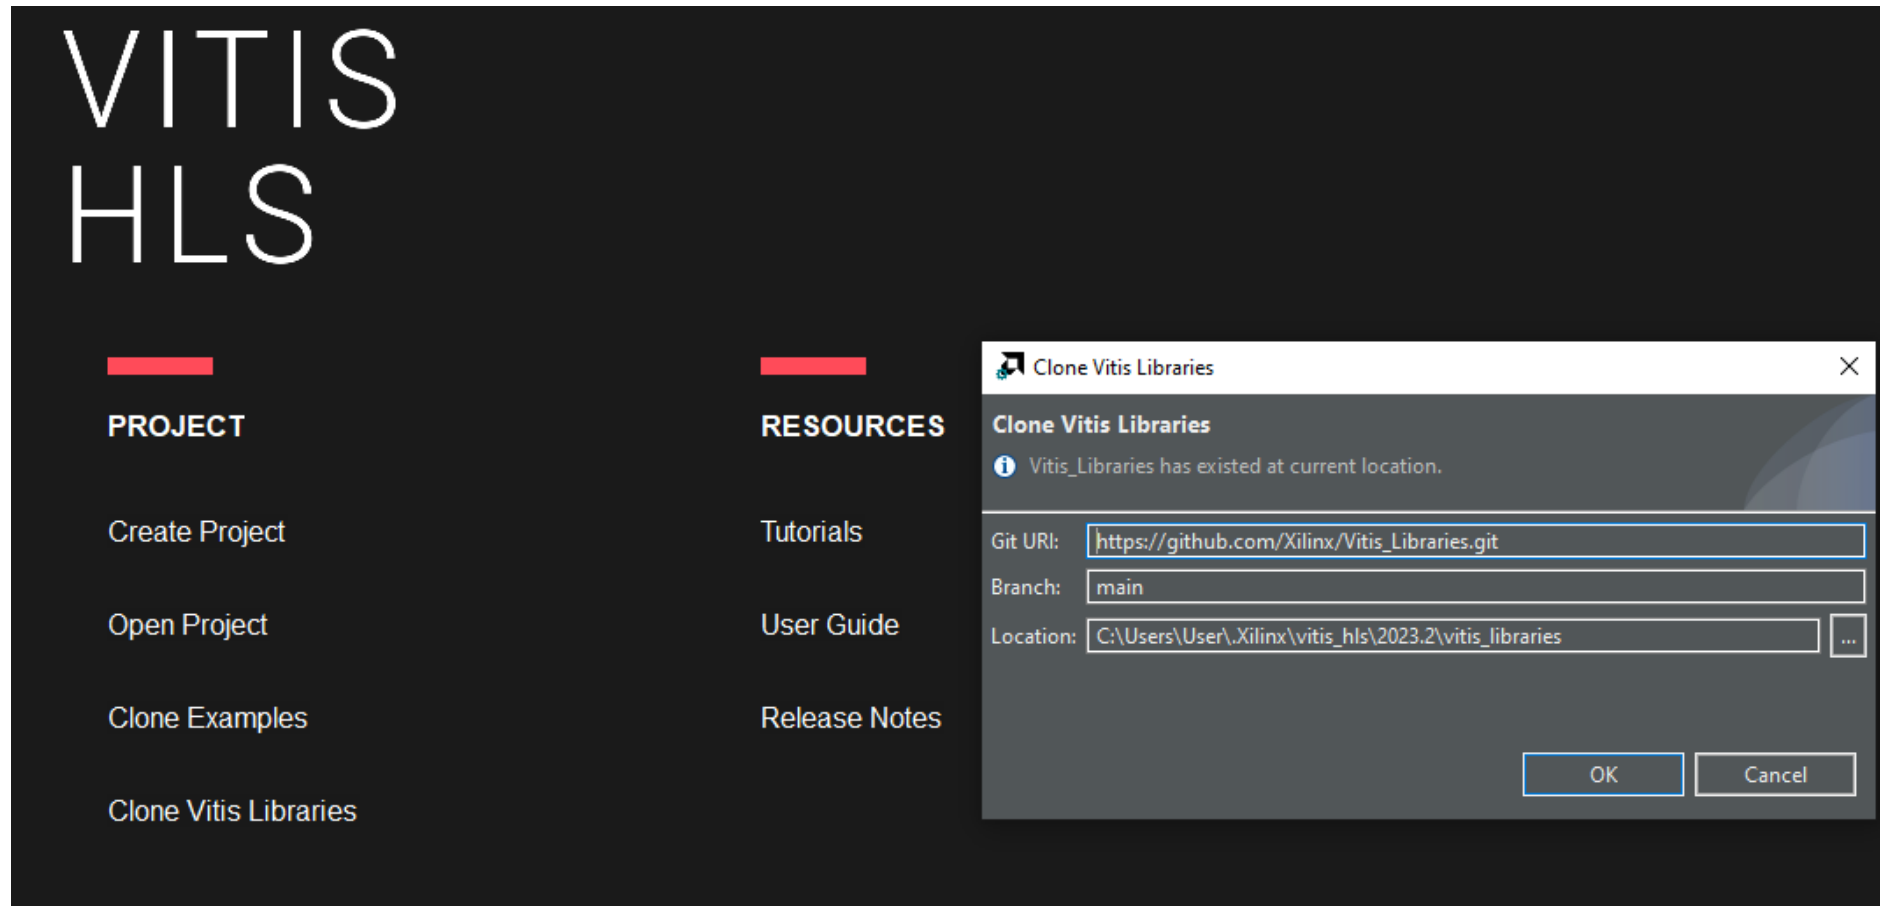 VITIS
HLS
PROJECT
Create Project
Open Project
Clone Examples
Clone Vitis Libraries
RESOURCES
Tutorials
User Guide
Release Notes
Clone Vitis Libraries
Clone Vitis Libraries
Vitis_Libraries has existed at current location.
Git URI: https://github.com/Xilinx/Vitis_Libraries.git
Branch: main
Location: C:\Users\User\.Xilinx\vitis_hls\2023.2\vitis_libraries ...
OK Cancel